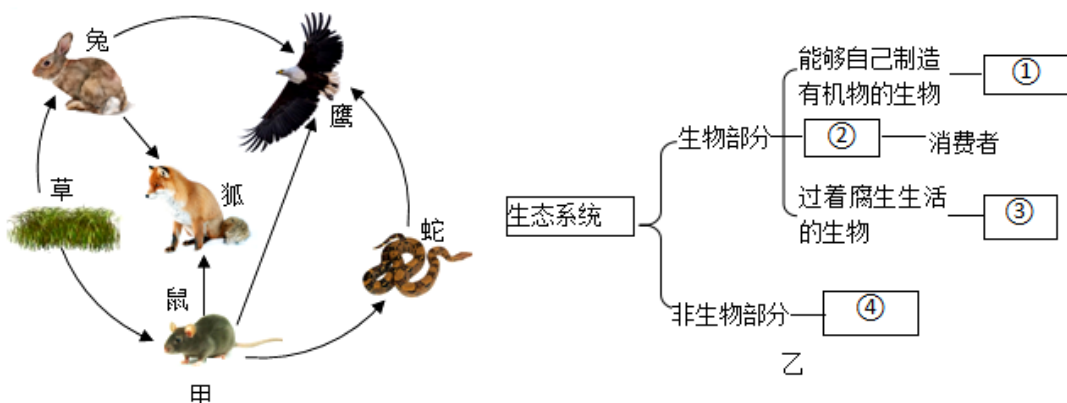 兔
鹰
草
狐
蛇
鼠
甲
能够自己制造
有机物的生物
①
生物部分
②
消费者
生态系统
过着腐生生活
的生物
③
非生物部分
④
乙